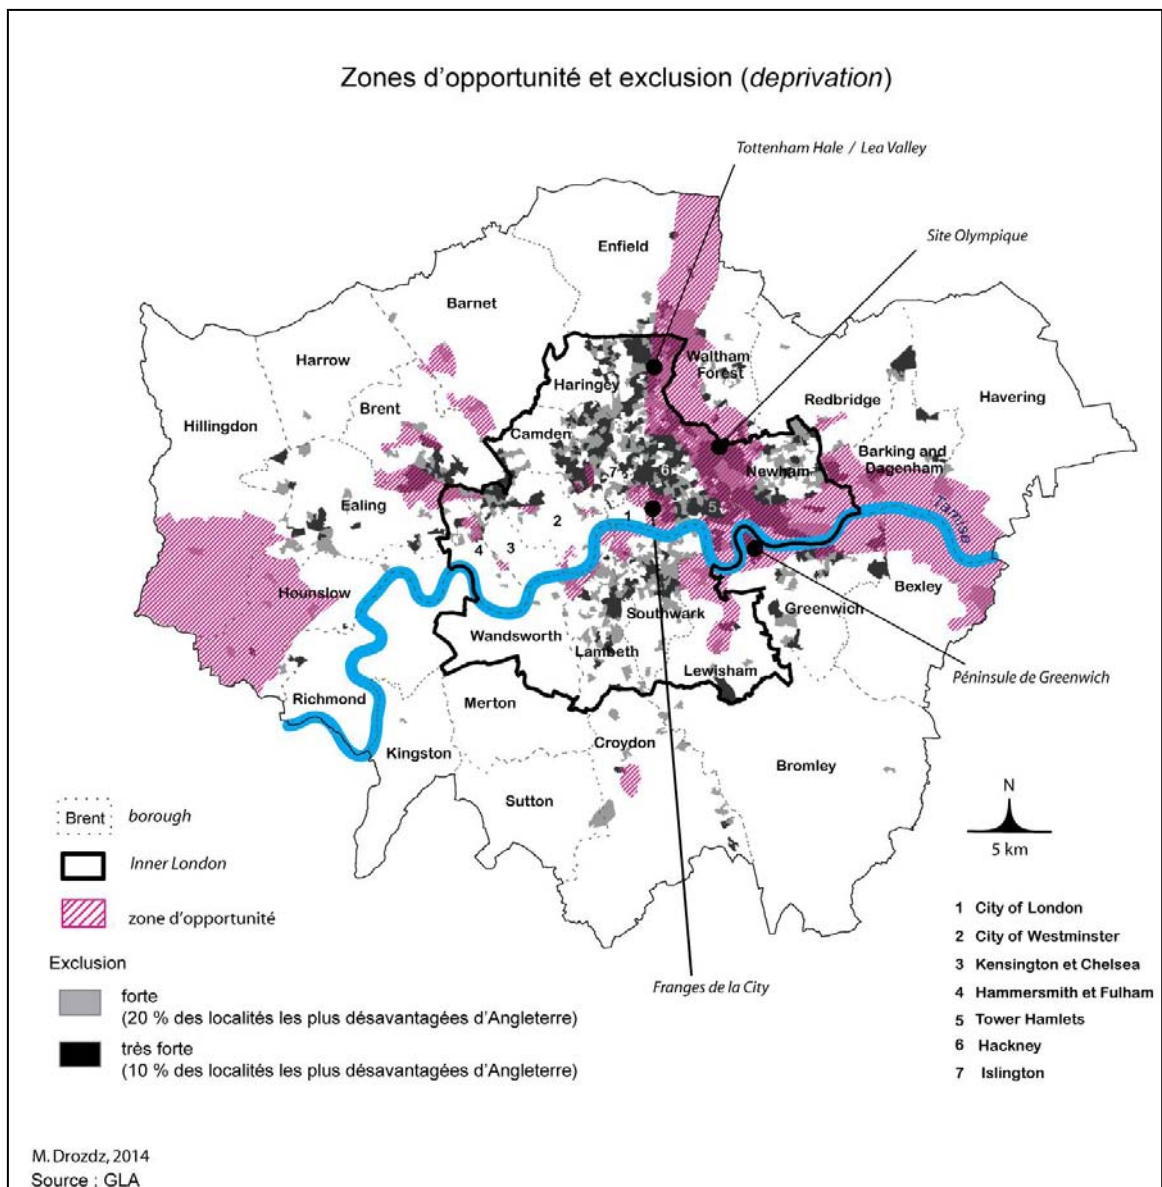 Zones d'opportunité et exclusion (deprivation)
Tottenham Hale / Lea Valley
Site Olympique
Enfield
Barnet
Harrow
Waltham
Forest
Haringey
Redbridge
Havering
Brent
Hillingdon
Camden
Barking and
Dagenham
7
6
Newham
Ealing
Tamise
5
2
1
4
3
Hounslow
Bexley
Southwark
Greenwich
Wandsworth
Lambeth
Lewisham
Péninsule de Greenwich
Richmond
Merton
Kingston
Croydon
Bromley
Sutton
N
5 km
Brent
borough
Inner London
zone d'opportunité
Exclusion
forte
(20 % des localités les plus désavantagées d'Angleterre)
très forte
(10 % des localités les plus désavantagées d'Angleterre)
Franges de la City
1 City of London
2 City of Westminster
3 Kensington et Chelsea
4 Hammersmith et Fulham
5 Tower Hamlets
6 Hackney
7 Islington
M. Drozdz, 2014
Source : GLA